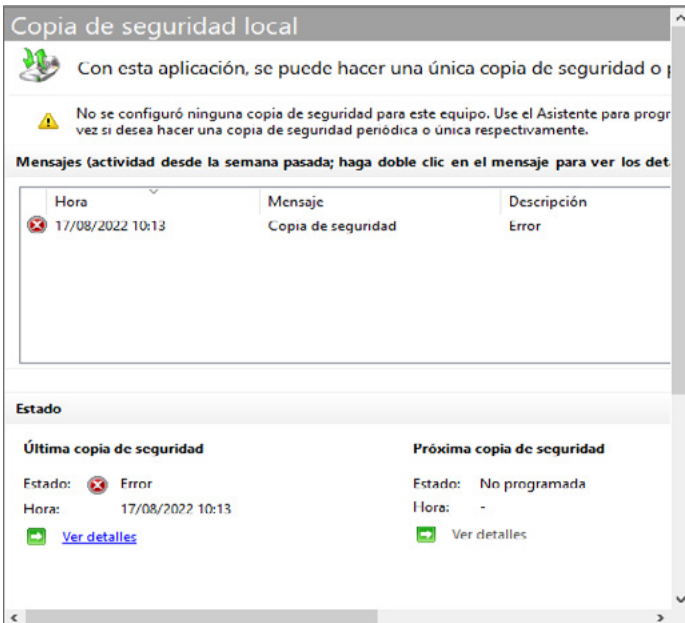 Copia de seguridad local
Con esta aplicación, se puede hacer una única copia de seguridad o
No se configuró ninguna copia de seguridad para este equipo. Use el Asistente para progr
vez si desea hacer una copia de seguridad periódica o única respectivamente.
Mensajes (actividad desde la semana pasada; haga doble clic en el mensaje para ver los det
Hora Mensaje Descripción
17/08/2022 10:13 Copia de seguridad Error
Estado
Última copia de seguridad Próxima copia de seguridad
Estado: Error Estado: No programada
Hora: 17/08/2022 10:13 Hora: -
Ver detalles Ver detalles